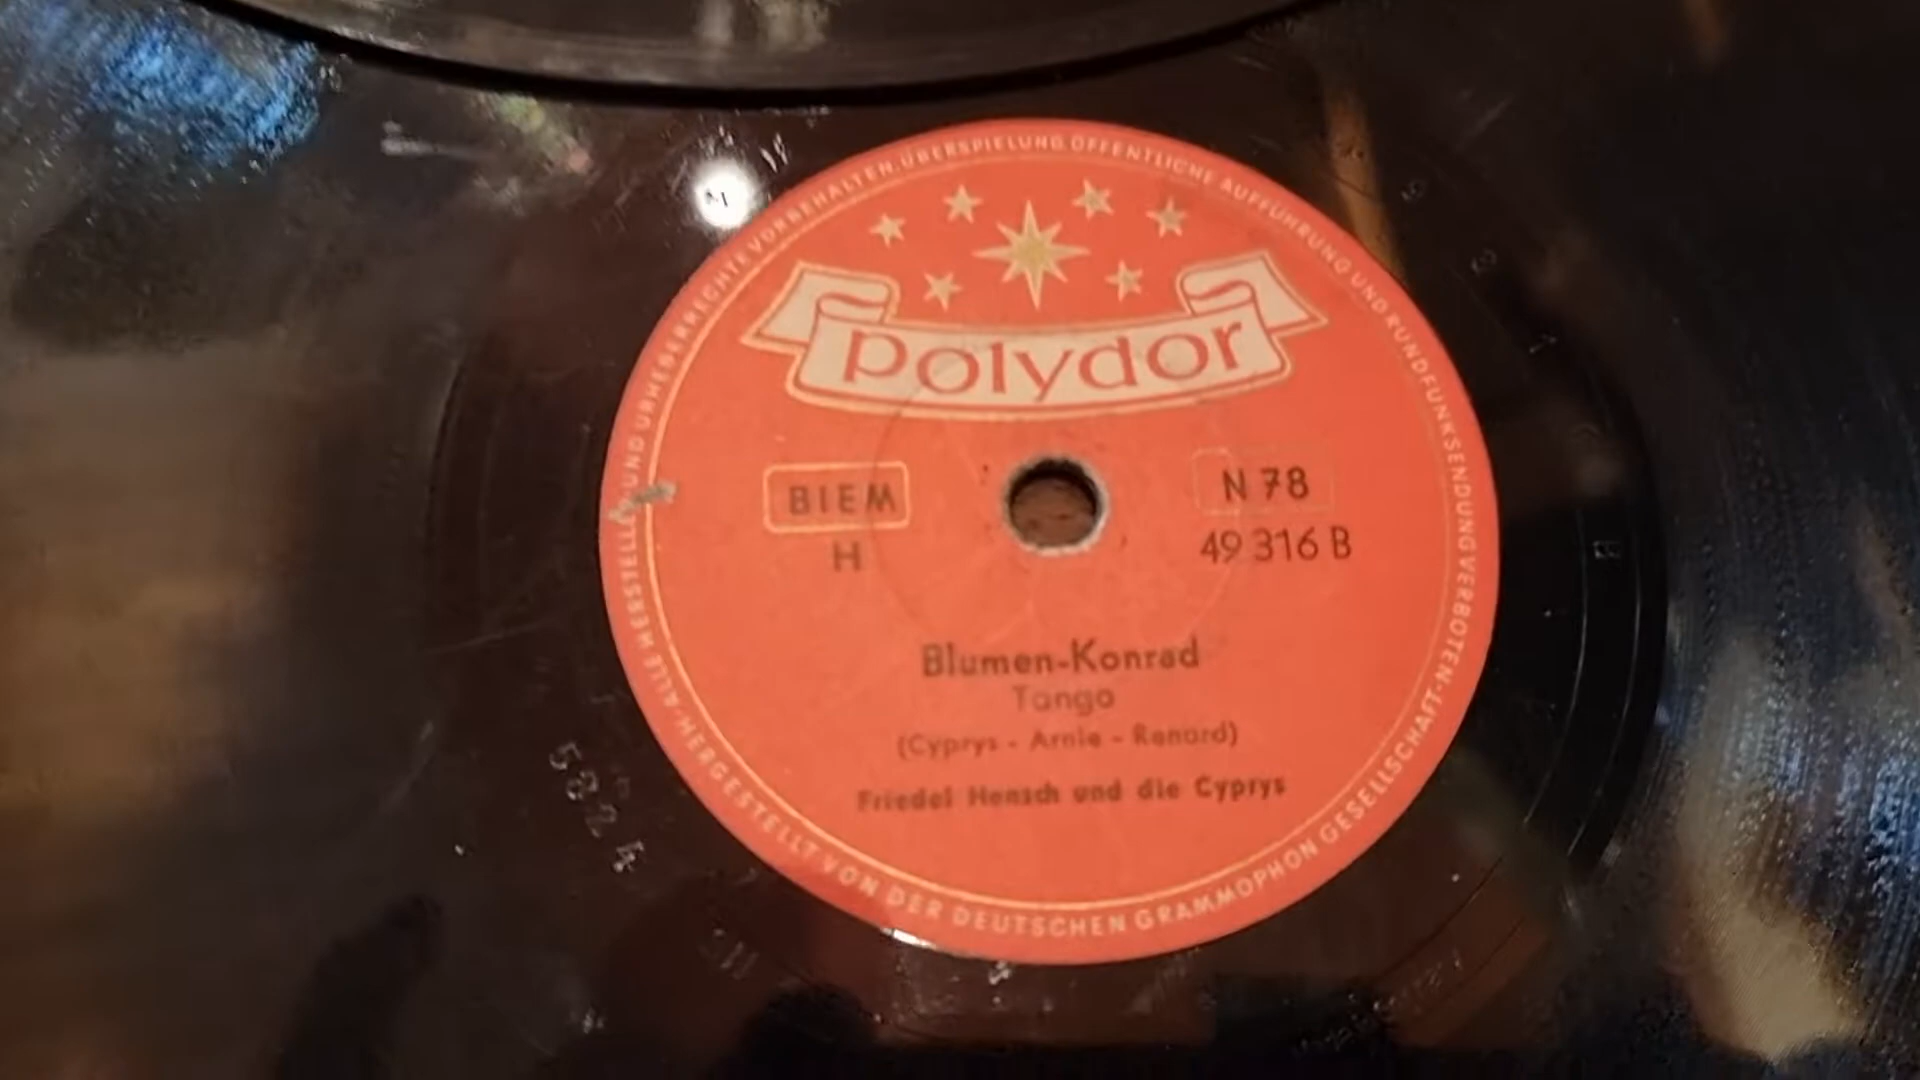 ALLE HERSTELLER- UND URHEBERRECHTE VORBEHALTEN. ÜBERSPIELUNG, ÖFFENTLICHE AUFFÜHRUNG UND RUNDFUNKSENDUNG VERBOTEN.
polydor
BIEM
N 78
H
49 316 B
Blumen-Konrad
Tango
(Cyprys - Arnie - Renard)
Friedel Hensch und die Cyprys
HERGESTELLT VON DER DEUTSCHEN GRAMMOPHON GESELLSCHAFT
5824